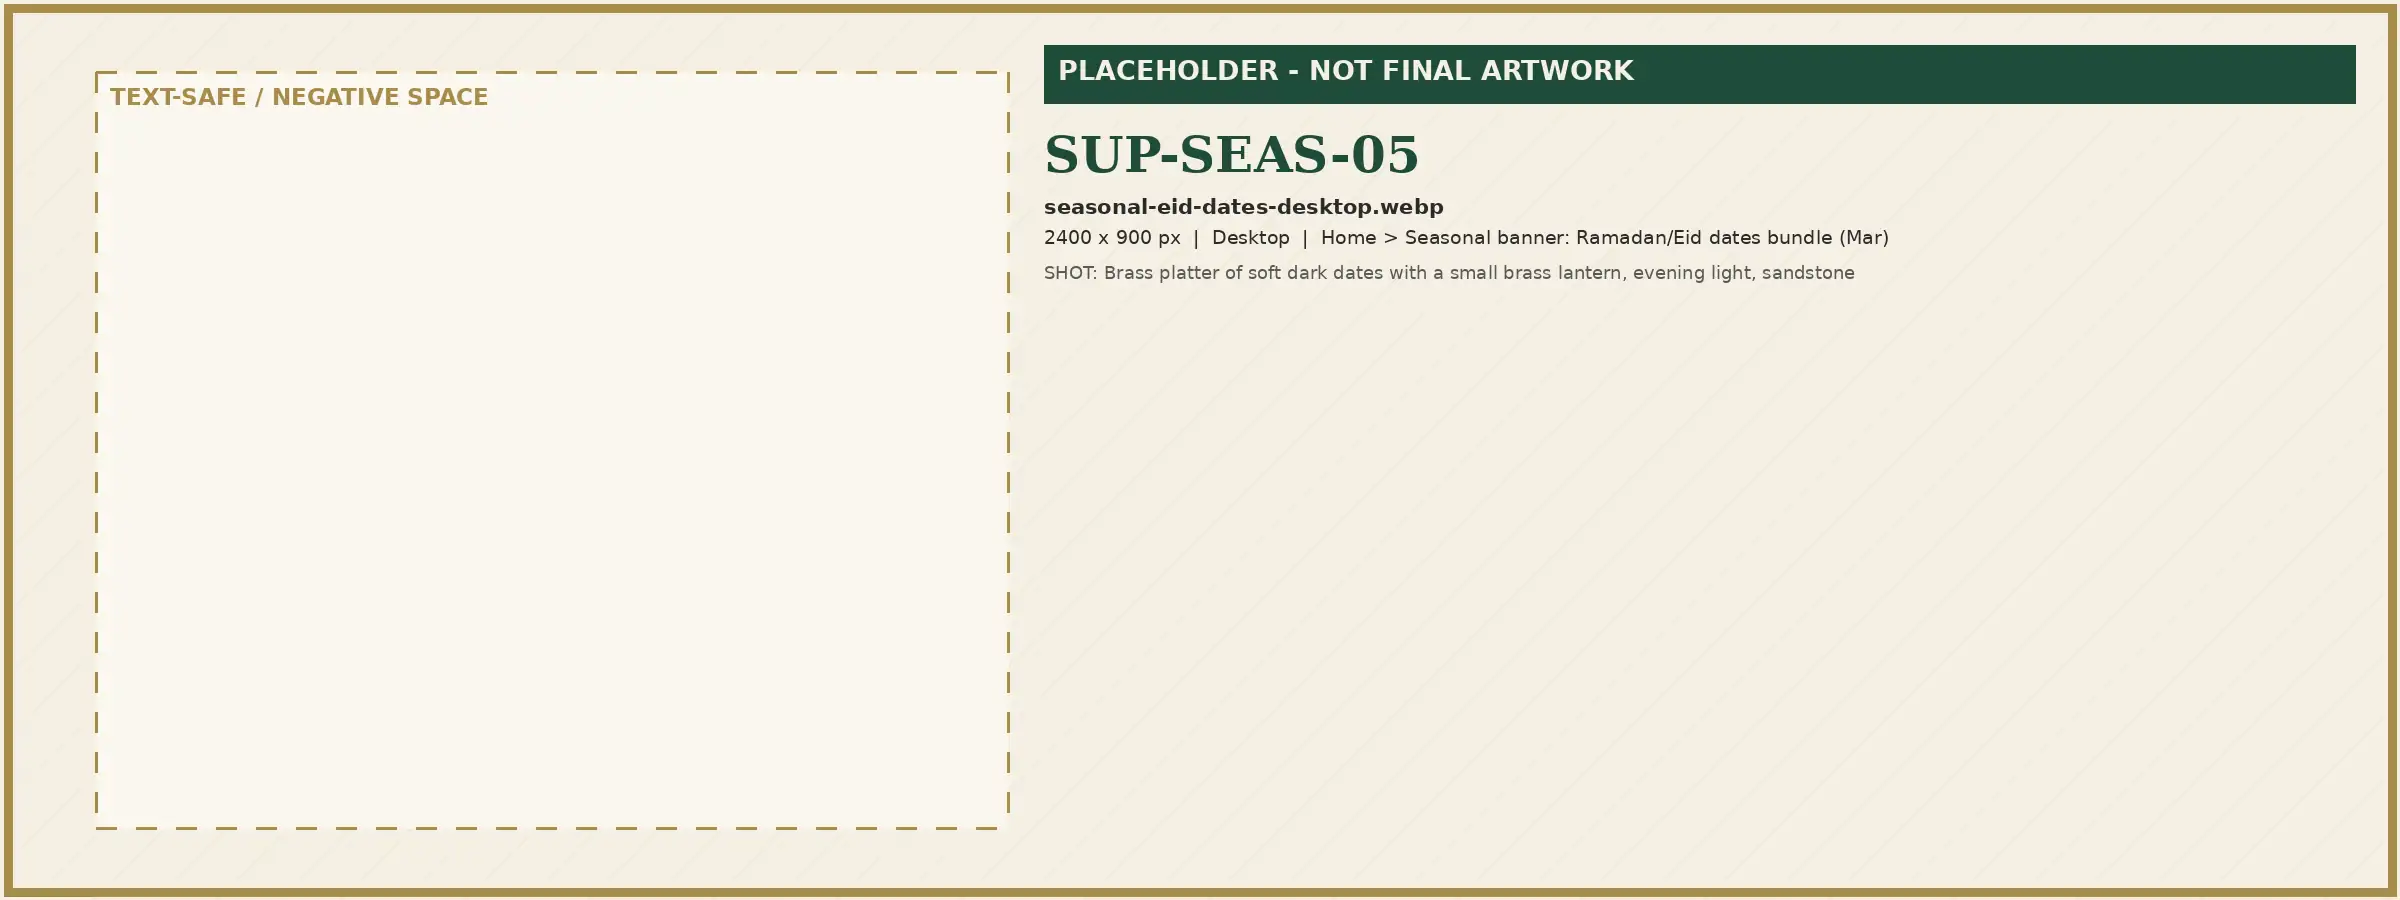 TEXT-SAFE / NEGATIVE SPACE
PLACEHOLDER - NOT FINAL ARTWORK
SUP-SEAS-05
seasonal-eid-dates-desktop.webp
2400 x 900 px  |  Desktop  |  Home > Seasonal banner: Ramadan/Eid dates bundle (Mar)
SHOT: Brass platter of soft dark dates with a small brass lantern, evening light, sandstone